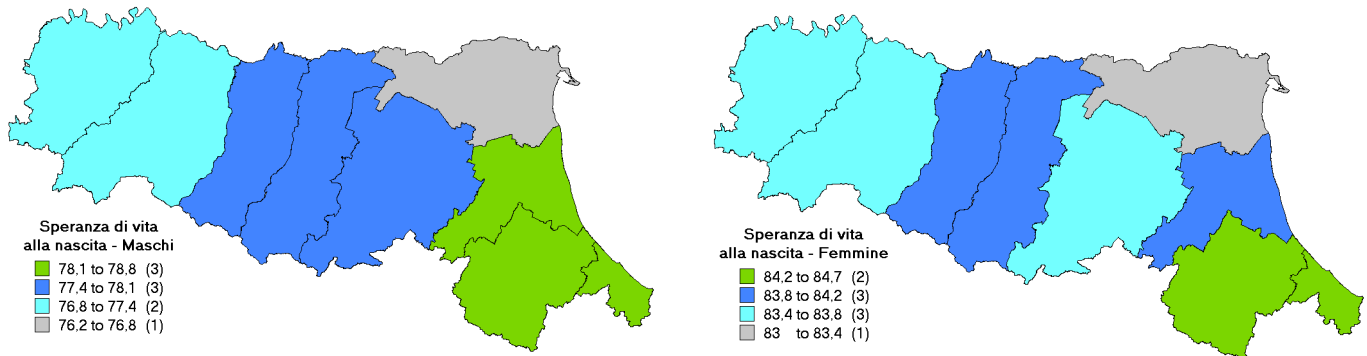 Speranza di vita
alla nascita - Maschi
78,1 to 78,8 (3)
77,4 to 78,1 (3)
76,8 to 77,4 (2)
76,2 to 76,8 (1)
Speranza di vita
alla nascita - Femmine
84,2 to 84,7 (2)
83,8 to 84,2 (3)
83,4 to 83,8 (3)
83 to 83,4 (1)